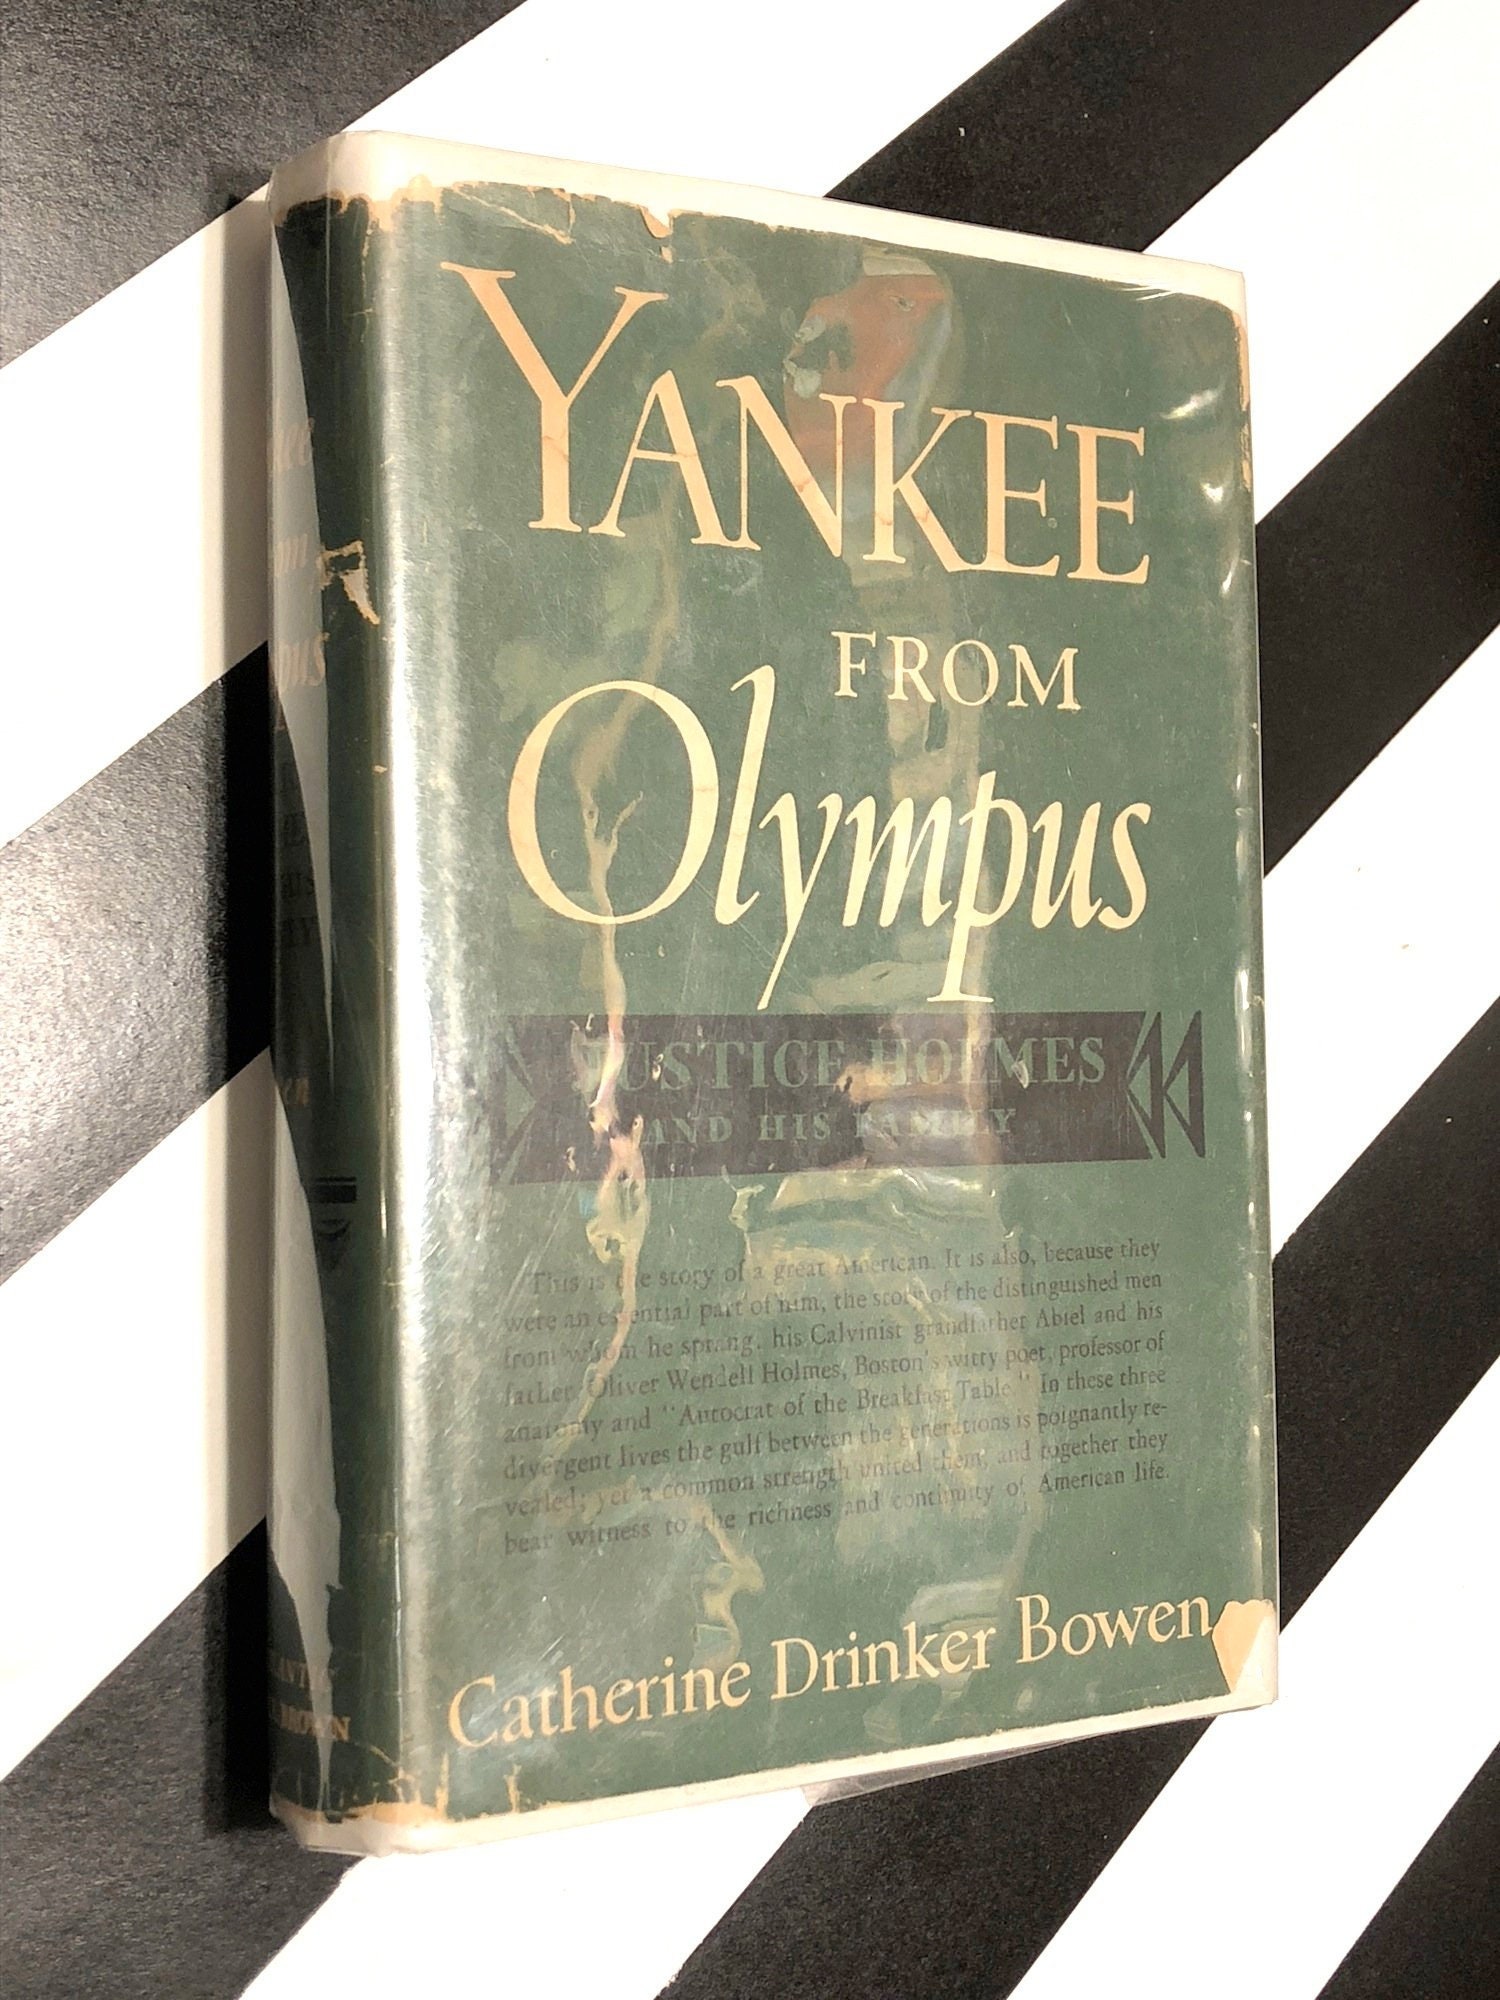 YANKEE
FROM
Olympus
JUSTICE HOLMES
AND HIS FAMILY
This is the story of a great American. It is also, because they
were an essential part of him, the story of the distinguished men
from whom he sprang, his Calvinist grandfather Abiel and his
father, Oliver Wendell Holmes, Boston's witty poet, professor of
anatomy and "Autocrat of the Breakfast Table." In these three
divergent lives the gulf between the generations is poignantly re-
vealed; yet a common strength united them, and together they
bear witness to the richness and continuity of American life.
Catherine Drinker Bowen
BROWN